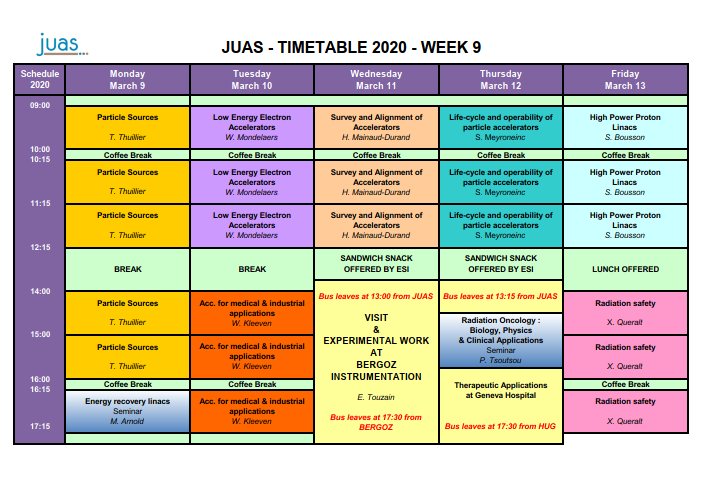 juas
JUAS - TIMETABLE 2020 - WEEK 9
Schedule
2020
Monday
March 9
Tuesday
March 10
Wednesday
March 11
Thursday
March 12
Friday
March 13
09:00
Particle Sources
T. Thuillier
Low Energy Electron
Accelerators
W. Mondelaers
Survey and Alignment of
Accelerators
H. Mainaud-Durand
Life-cycle and operability of
particle accelerators
S. Meyroneinc
High Power Proton
Linacs
S. Bousson
10:00
Coffee Break
Coffee Break
Coffee Break
Coffee Break
Coffee Break
10:15
Particle Sources
T. Thuillier
Low Energy Electron
Accelerators
W. Mondelaers
Survey and Alignment of
Accelerators
H. Mainaud-Durand
Life-cycle and operability of
particle accelerators
S. Meyroneinc
High Power Proton
Linacs
S. Bousson
11:15
Particle Sources
T. Thuillier
Low Energy Electron
Accelerators
W. Mondelaers
Survey and Alignment of
Accelerators
H. Mainaud-Durand
Life-cycle and operability of
particle accelerators
S. Meyroneinc
High Power Proton
Linacs
S. Bousson
12:15
BREAK
BREAK
SANDWICH SNACK
OFFERED BY ESI
SANDWICH SNACK
OFFERED BY ESI
LUNCH OFFERED
14:00
Particle Sources
T. Thuillier
Acc. for medical & industrial
applications
W. Kleeven
Bus leaves at 13:00 from JUAS
VISIT
&
EXPERIMENTAL WORK
AT
BERGOZ
INSTRUMENTATION
E. Touzain
Bus leaves at 17:30 from
BERGOZ
Bus leaves at 13:15 from JUAS
Radiation Oncology :
Biology, Physics
& Clinical Applications
Seminar
P. Tsoutsou
Therapeutic Applications
at Geneva Hospital
Bus leaves at 17:30 from HUG
Radiation safety
X. Queralt
15:00
Particle Sources
T. Thuillier
Acc. for medical & industrial
applications
W. Kleeven
Radiation safety
X. Queralt
16:00
Coffee Break
Coffee Break
Coffee Break
16:15
Energy recovery linacs
Seminar
M. Arnold
Acc. for medical & industrial
applications
W. Kleeven
Radiation safety
X. Queralt
17:15